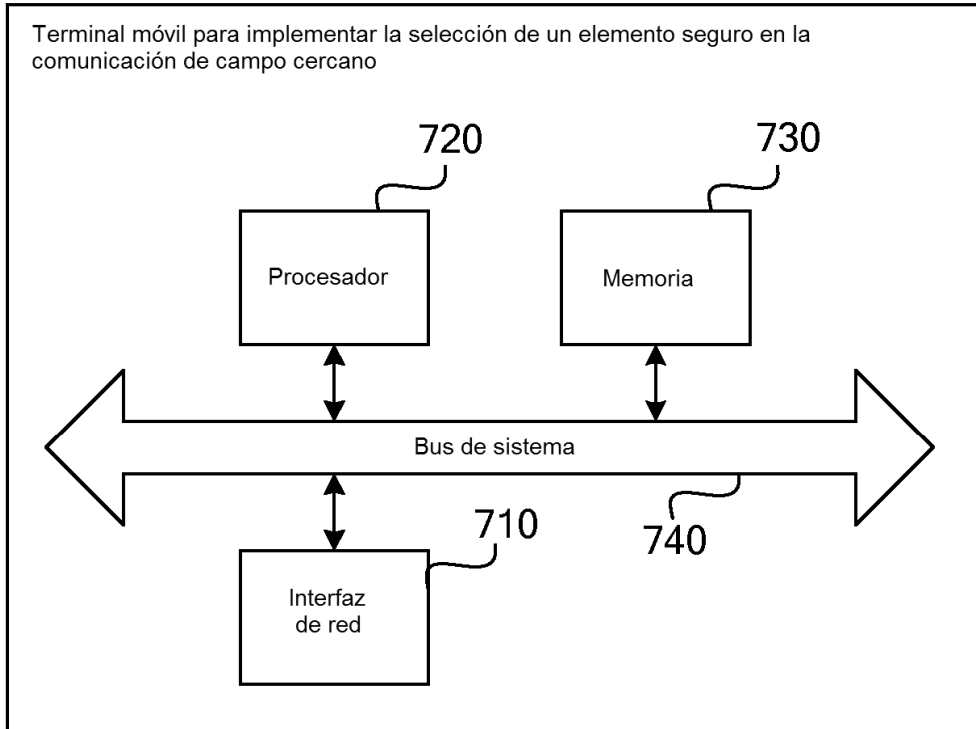 Terminal móvil para implementar la selección de un elemento seguro en la
comunicación de campo cercano
720
730
Procesador
Memoria
Bus de sistema
710
740
Interfaz
de red